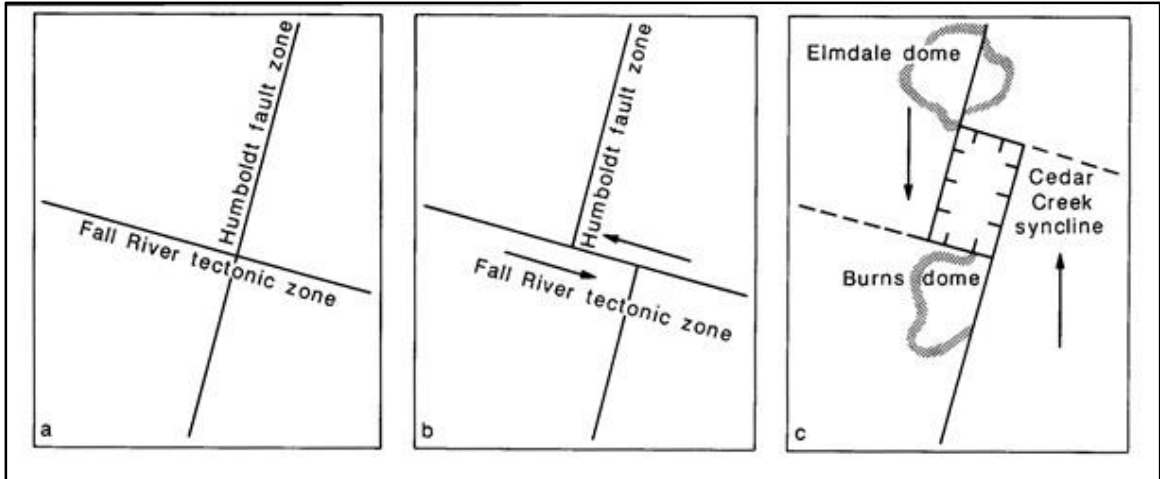 Humboldt fault zone
Fall River tectonic zone
a
Humboldt fault zone
Fall River tectonic zone
b
Elmdale dome
Cedar
Creek
syncline
Burns dome
c